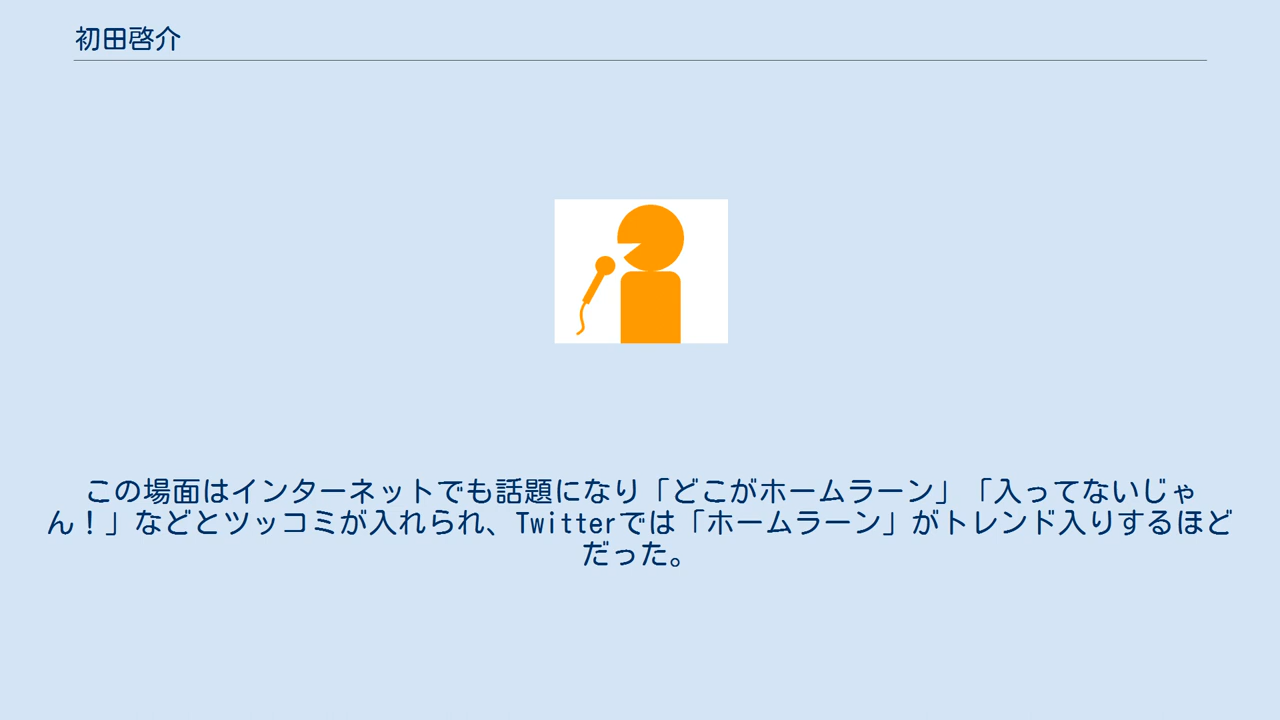 初田啓介
この場面はインターネットでも話題になり「どこがホームラーン」「入ってないじゃ
ん！」などとツッコミが入れられ、Twitterでは「ホームラーン」がトレンド入りするほど
だった。